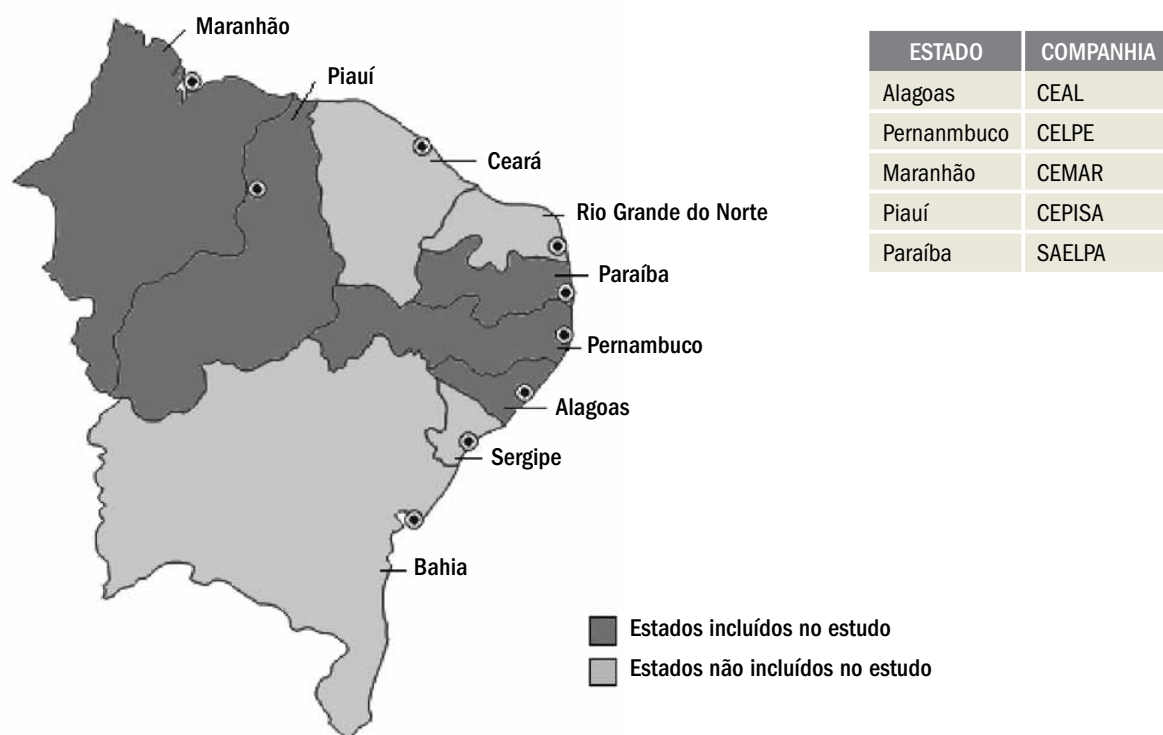 Maranhão
Piauí
Ceará
Rio Grande do Norte
Paraíba
Pernambuco
Alagoas
Sergipe
Bahia
Estados incluídos no estudo
Estados não incluídos no estudo
ESTADO COMPANHIA
Alagoas CEAL
Pernanmbuco CELPE
Maranhão CEMAR
Piauí CEPISA
Paraíba SAELPA